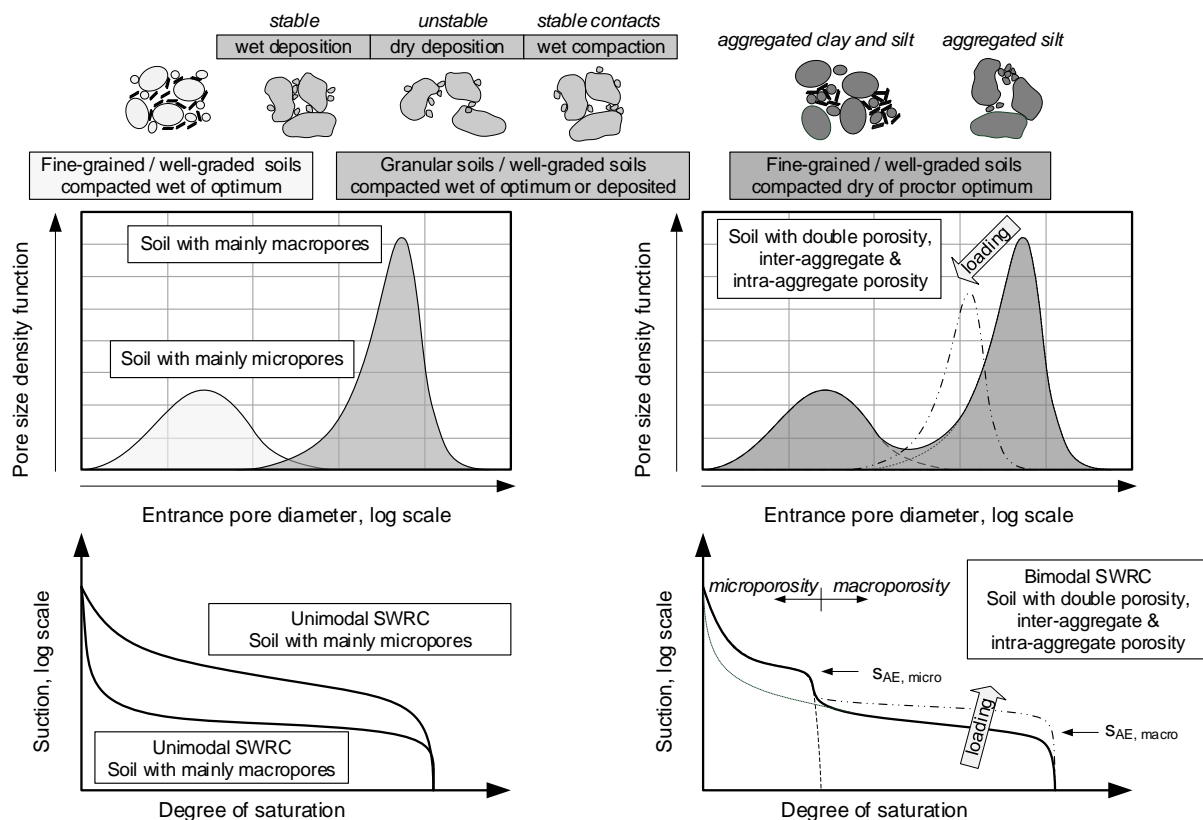 stable
unstable
stable contacts
wet deposition
dry deposition
wet compaction
aggregated clay and silt
aggregated silt
Fine-grained / well-graded soils
compacted wet of optimum
Granular soils / well-graded soils
compacted wet of optimum or deposited
Fine-grained / well-graded soils
compacted dry of proctor optimum
Pore size density function
Soil with mainly macropores
Soil with mainly micropores
Entrance pore diameter, log scale
Pore size density function
Soil with double porosity,
inter-aggregate &
intra-aggregate porosity
loading
Entrance pore diameter, log scale
Suction, log scale
Unimodal SWRC
Soil with mainly micropores
Unimodal SWRC
Soil with mainly macropores
Degree of saturation
Suction, log scale
microporosity
macroporosity
Bimodal SWRC
Soil with double porosity,
inter-aggregate &
intra-aggregate porosity
sAE, micro
loading
sAE, macro
Degree of saturation